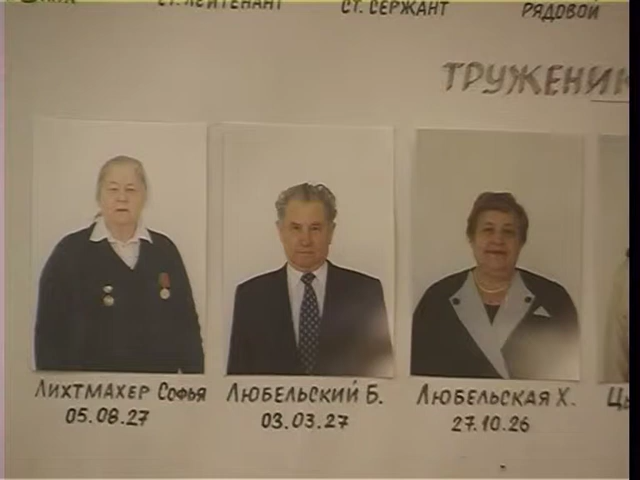 СТ. ЛЕЙТЕНАНТ
СТ. СЕРЖАНТ
РЯДОВОЙ
ЛИХТМАХЕР СОФЬЯ
05.08.27
ЛЮБЕЛЬСКИЙ Б.
03.03.27
ЛЮБЕЛЬСКАЯ Х.
27.10.26